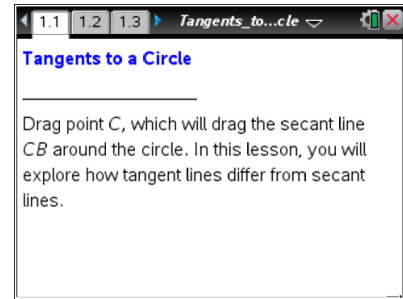 1.1 1.2 1.3 Tangents_to...cle
Tangents to a Circle
Drag point C, which will drag the secant line
CB around the circle. In this lesson, you will
explore how tangent lines differ from secant
lines.